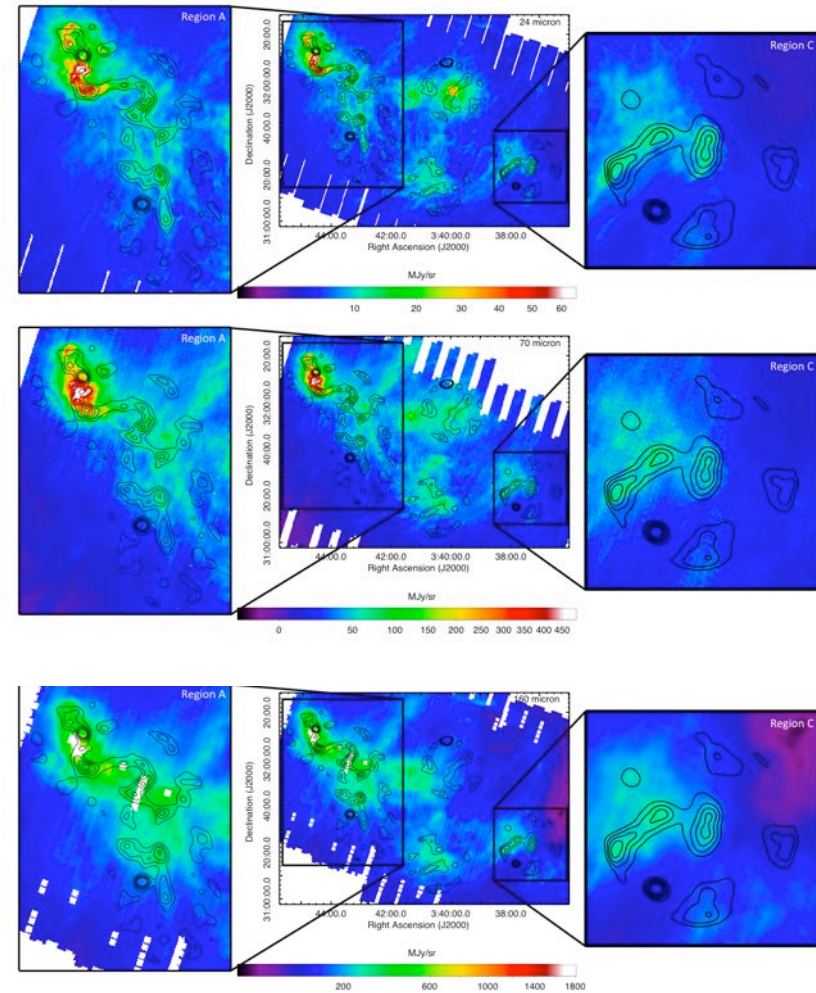 Region A
24 micron
Region C
Declination (J2000)
20:00.0
32:00:00.0
40:00.0
20:00.0
31:00:00.0
44:00.0
42:00.0
3:40:00.0
38:00.0
Right Ascension (J2000)
MJy/sr
10
20
30
40
50
60
Region A
70 micron
Region C
Declination (J2000)
20:00.0
32:00:00.0
40:00.0
20:00.0
31:00:00.0
44:00.0
42:00.0
3:40:00.0
38:00.0
Right Ascension (J2000)
MJy/sr
0
50
100
150
200
250
300
350
400
450
Region A
160 micron
Region C
Declination (J2000)
20:00.0
32:00:00.0
40:00.0
20:00.0
31:00:00.0
44:00.0
42:00.0
3:40:00.0
38:00.0
Right Ascension (J2000)
MJy/sr
200
600
1000
1400
1800